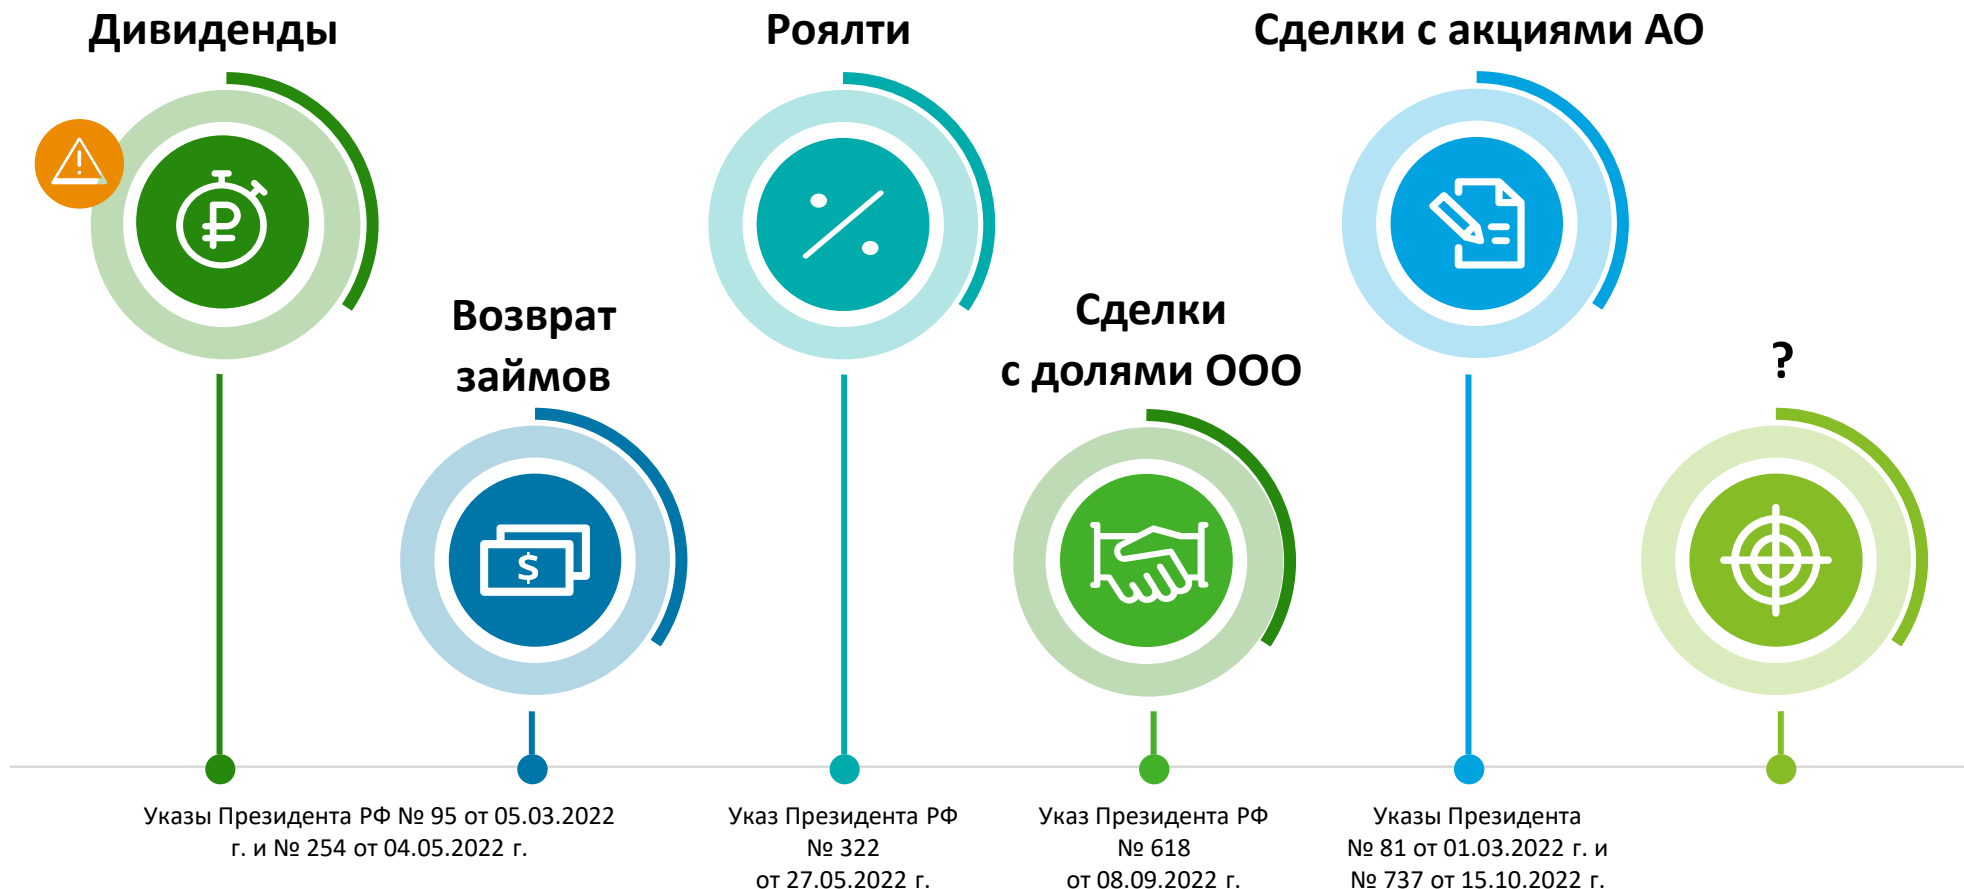 Дивиденды
Роялти
Сделки с акциями АО
Возврат
займов
Сделки
с долями ООО
?
₽
$
Указы Президента РФ № 95 от 05.03.2022
г. и № 254 от 04.05.2022 г.
Указ Президента РФ
№ 322
от 27.05.2022 г.
Указ Президента РФ
№ 618
от 08.09.2022 г.
Указы Президента
№ 81 от 01.03.2022 г. и
№ 737 от 15.10.2022 г.